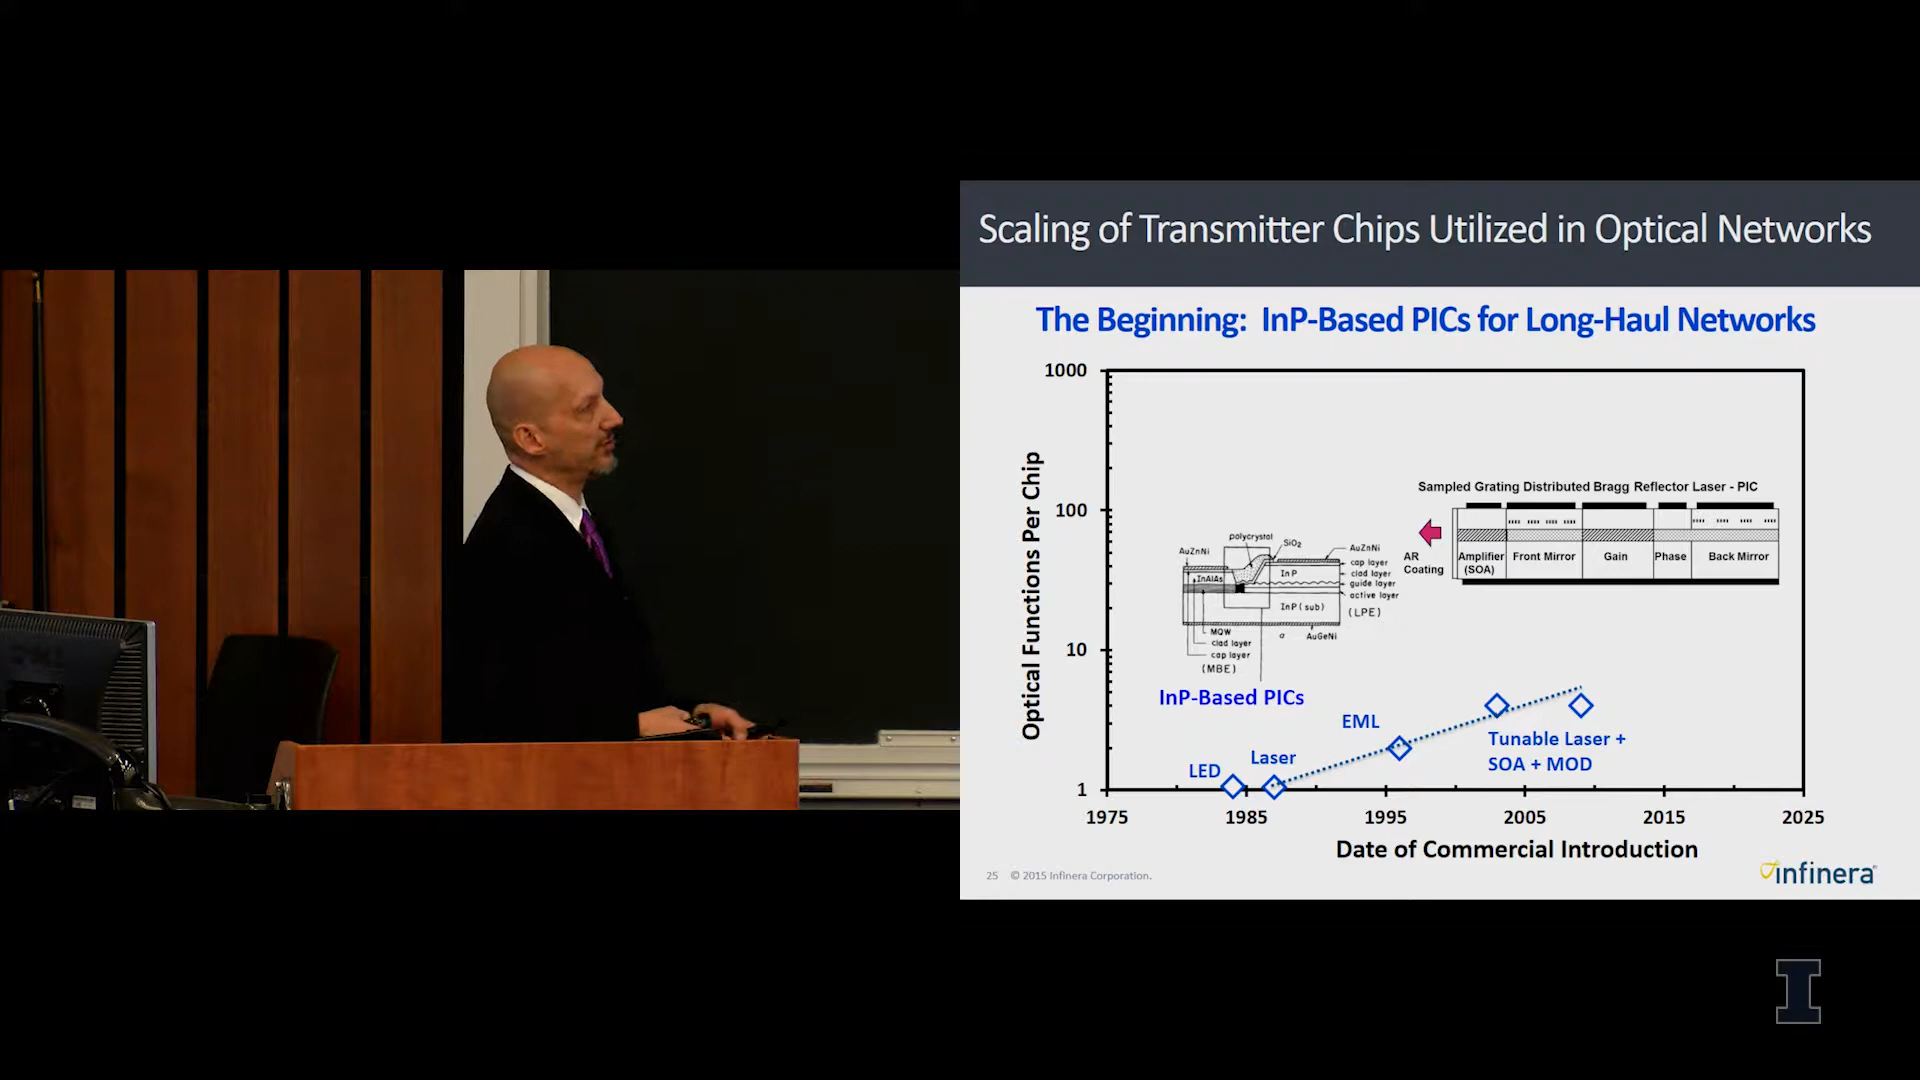 Scaling of Transmitter Chips Utilized in Optical Networks
The Beginning: InP-Based PICs for Long-Haul Networks
1000
100
10
1
Optical Functions Per Chip
Sampled Grating Distributed Bragg Reflector Laser - PIC
AR
Coating
Amplifier
(SOA)
Front Mirror
Gain
Phase
Back Mirror
polycrystal
SiO2
AuZnNi
AuZnNi
cap layer
clad layer
guide layer
active layer
(LPE)
InAlAs
InP
InP (sub)
MQW
clad layer
cap layer
(MBE)
α
AuGeNi
InP-Based PICs
LED
Laser
EML
Tunable Laser +
SOA + MOD
1975
1985
1995
2005
2015
2025
Date of Commercial Introduction
25 © 2015 Infinera Corporation.
infinera
I